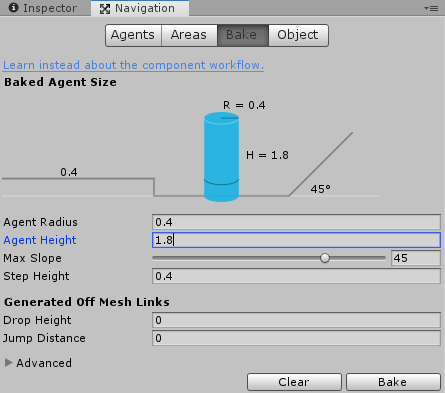 Inspector Navigation
Agents Areas Bake Object
Learn instead about the component workflow.
Baked Agent Size
R = 0.4
H = 1.8
0.4
45°
Agent Radius 0.4
Agent Height 1.8
Max Slope 45
Step Height 0.4
Generated Off Mesh Links
Drop Height 0
Jump Distance 0
Advanced
Clear Bake